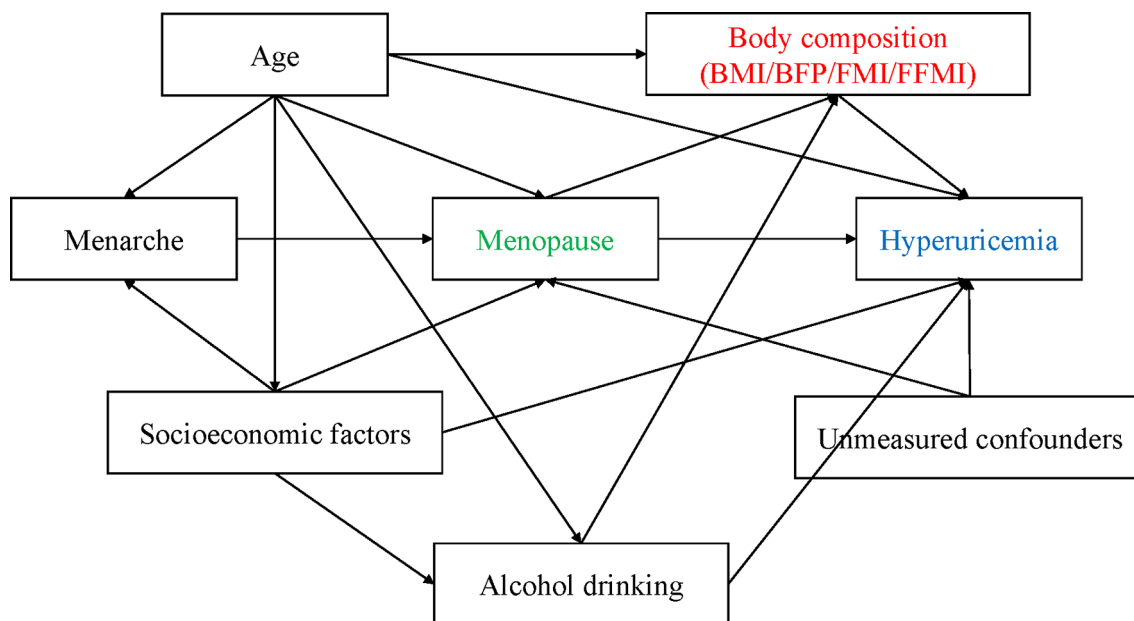 Age
Body composition
(BMI/BFP/FMI/FFMI)
Menarche
Menopause
Hyperuricemia
Socioeconomic factors
Unmeasured confounders
Alcohol drinking